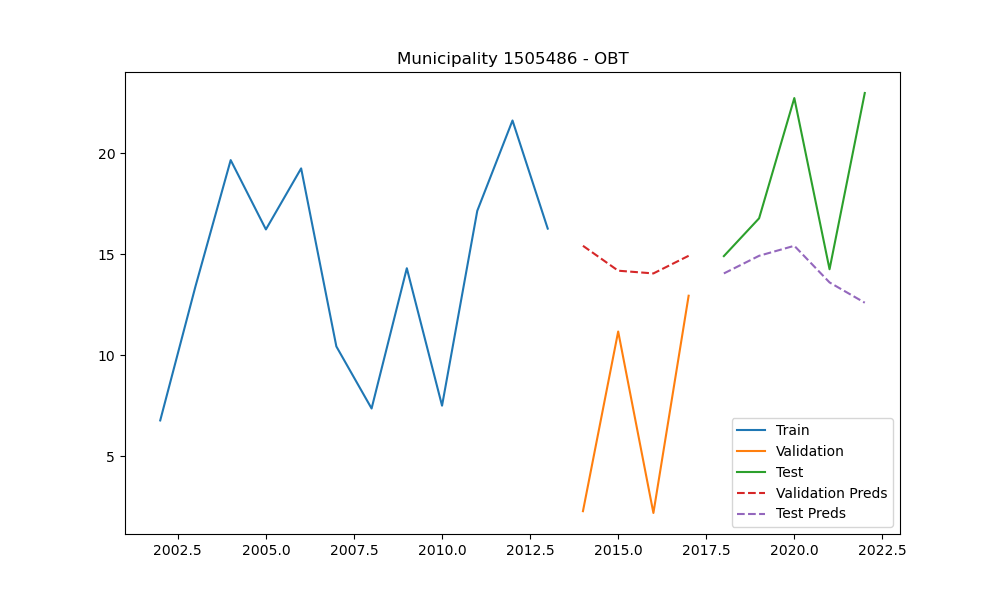 Municipality 1505486 - OBT
20
15
10
5
2002.5 2005.0 2007.5 2010.0 2012.5 2015.0 2017.5 2020.0 2022.5
Train
Validation
Test
Validation Preds
Test Preds